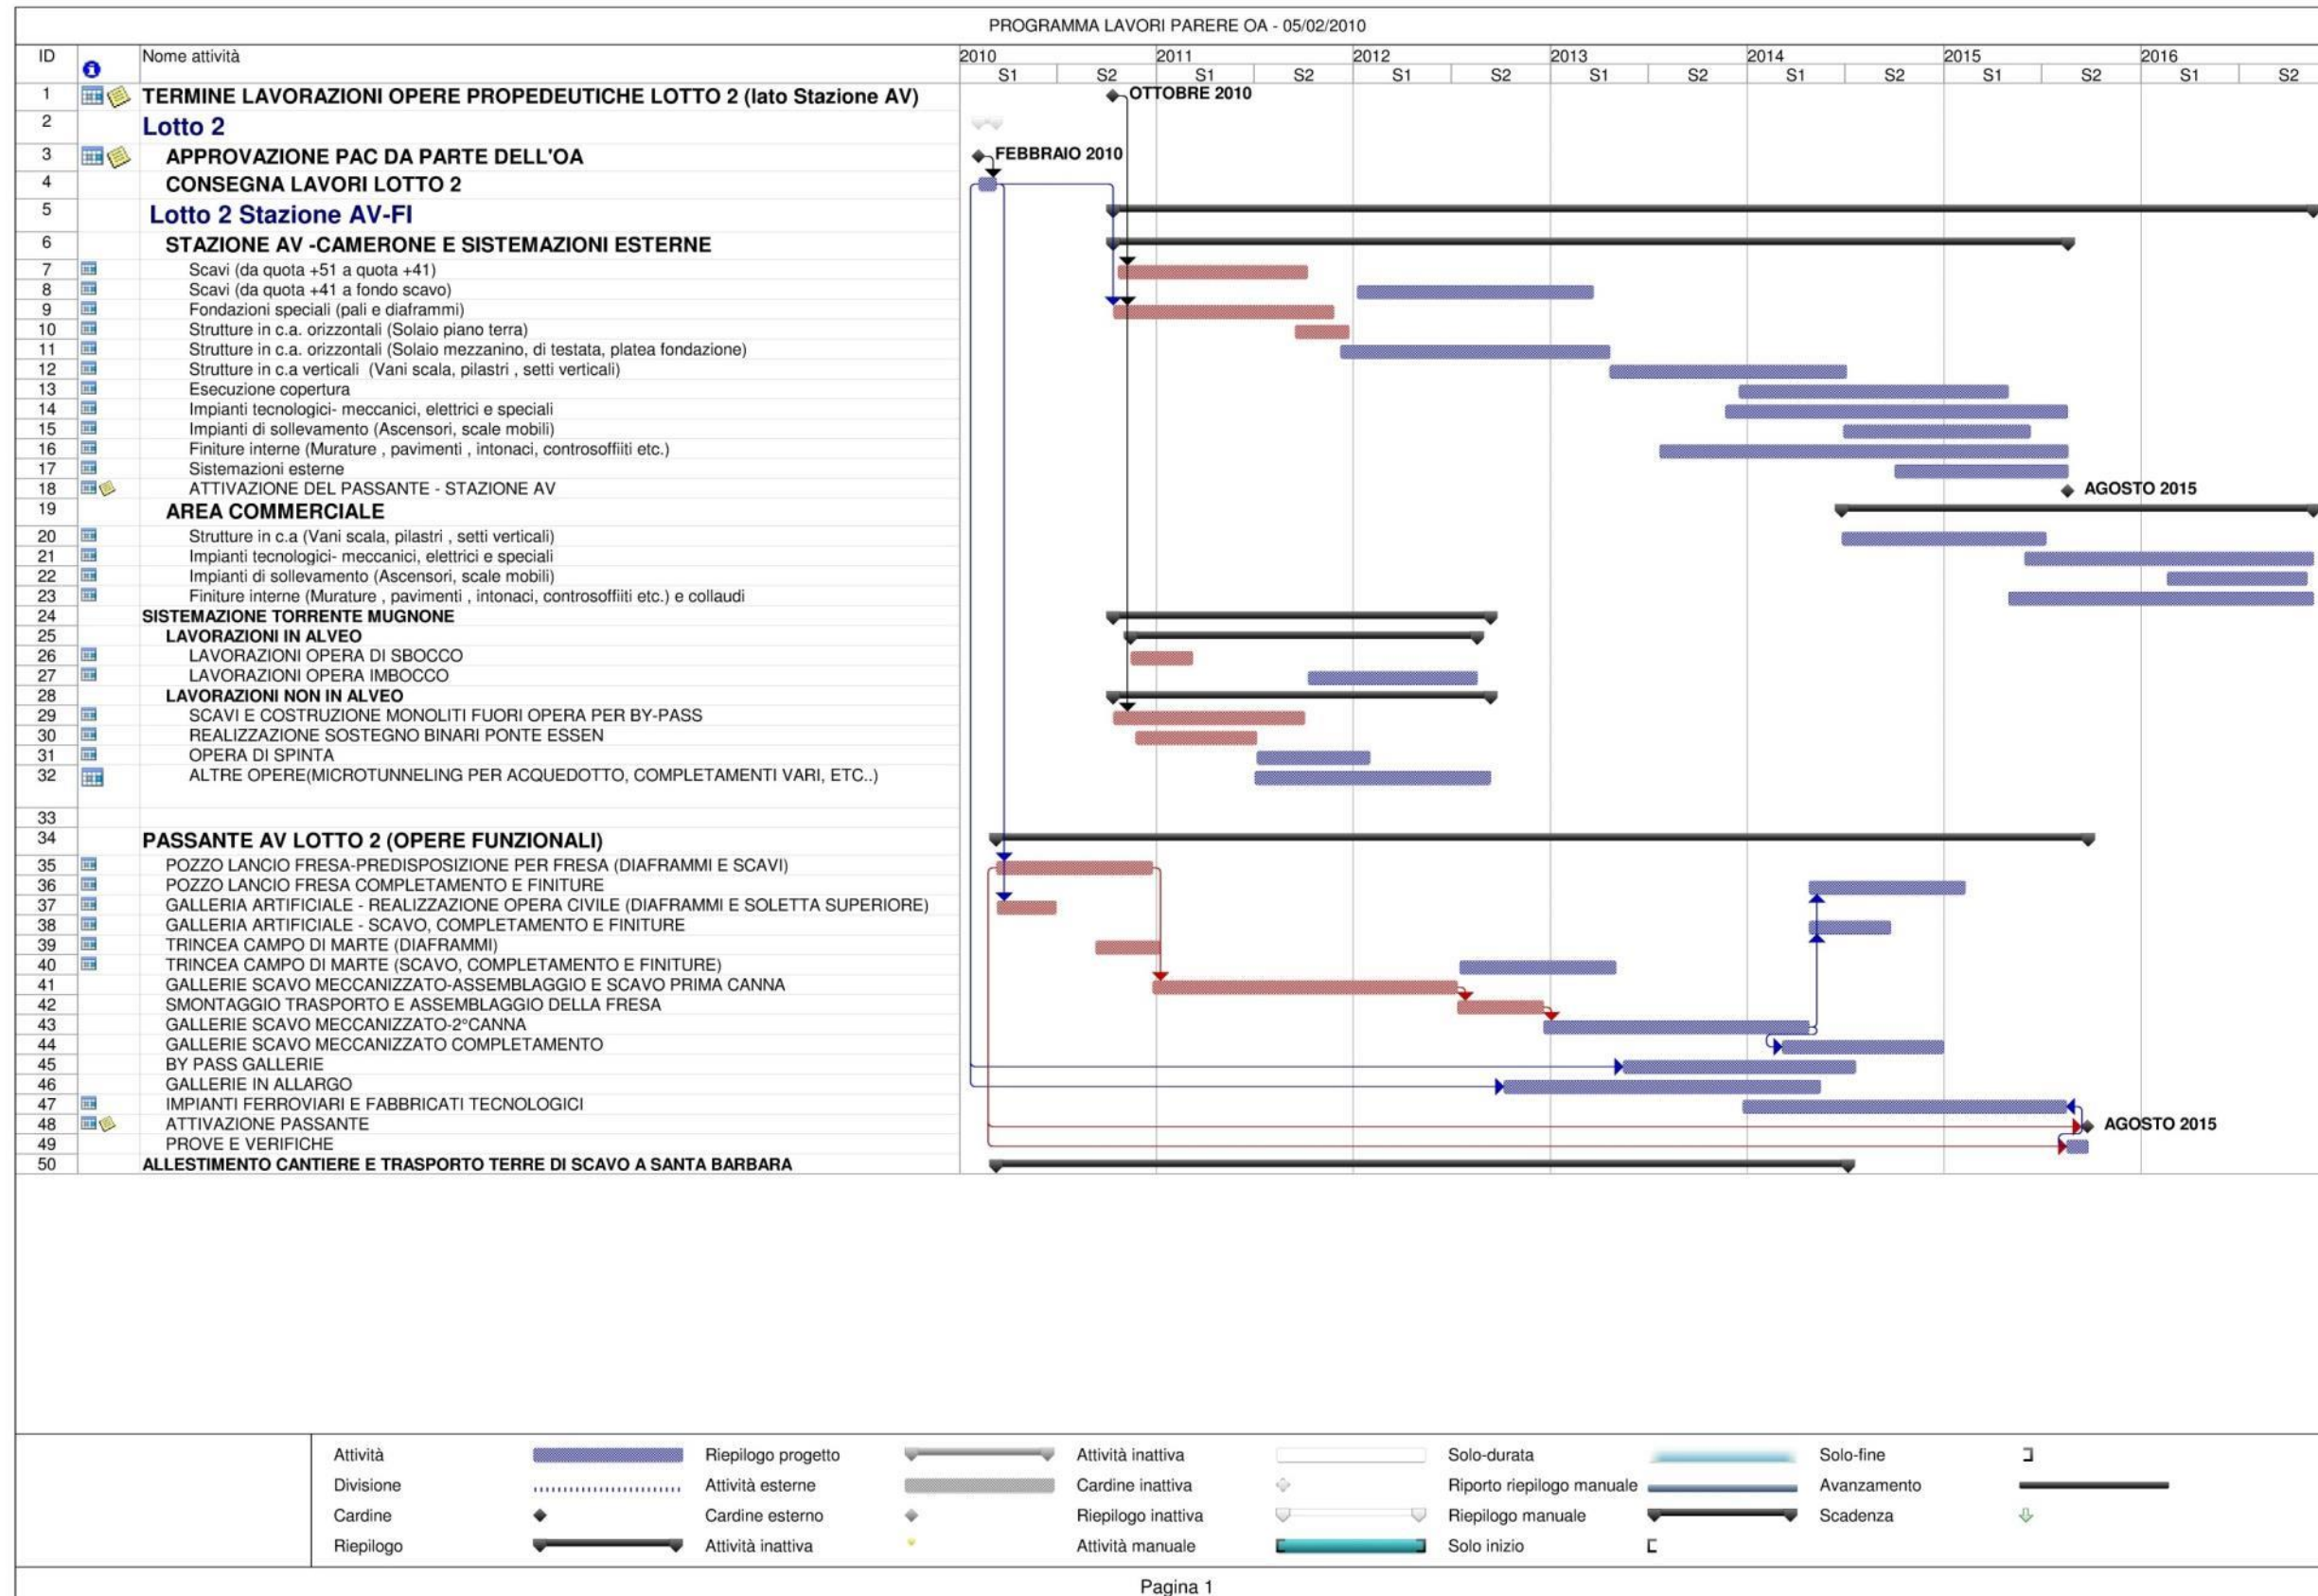 PROGRAMMA LAVORI PARERE OA - 05/02/2010
ID Nome attività 2010 2011 2012 2013 2014 2015 2016
S1 S2 S1 S2 S1 S2 S1 S2 S1 S2 S1 S2 S1 S2
1 TERMINE LAVORAZIONI OPERE PROPEDEUTICHE LOTTO 2 (lato Stazione AV) OTTOBRE 2010
2 Lotto 2
3 APPROVAZIONE PAC DA PARTE DELL'OA FEBBRAIO 2010
4 CONSEGNA LAVORI LOTTO 2
5 Lotto 2 Stazione AV-FI
6 STAZIONE AV -CAMERONE E SISTEMAZIONI ESTERNE
7 Scavi (da quota +51 a quota +41)
8 Scavi (da quota +41 a fondo scavo)
9 Fondazioni speciali (pali e diaframmi)
10 Strutture in c.a. orizzontali (Solaio piano terra)
11 Strutture in c.a. orizzontali (Solaio mezzanino, di testata, platea fondazione)
12 Strutture in c.a verticali (Vani scala, pilastri , setti verticali)
13 Esecuzione copertura
14 Impianti tecnologici- meccanici, elettrici e speciali
15 Impianti di sollevamento (Ascensori, scale mobili)
16 Finiture interne (Murature , pavimenti , intonaci, controsoffiiti etc.)
17 Sistemazioni esterne
18 ATTIVAZIONE DEL PASSANTE - STAZIONE AV AGOSTO 2015
19 AREA COMMERCIALE
20 Strutture in c.a (Vani scala, pilastri , setti verticali)
21 Impianti tecnologici- meccanici, elettrici e speciali
22 Impianti di sollevamento (Ascensori, scale mobili)
23 Finiture interne (Murature , pavimenti , intonaci, controsoffiiti etc.) e collaudi
24 SISTEMAZIONE TORRENTE MUGNONE
25 LAVORAZIONI IN ALVEO
26 LAVORAZIONI OPERA DI SBOCCO
27 LAVORAZIONI OPERA IMBOCCO
28 LAVORAZIONI NON IN ALVEO
29 SCAVI E COSTRUZIONE MONOLITI FUORI OPERA PER BY-PASS
30 REALIZZAZIONE SOSTEGNO BINARI PONTE ESSEN
31 OPERA DI SPINTA
32 ALTRE OPERE(MICROTUNNELING PER ACQUEDOTTO, COMPLETAMENTI VARI, ETC..)
33
34 PASSANTE AV LOTTO 2 (OPERE FUNZIONALI)
35 POZZO LANCIO FRESA-PREDISPOSIZIONE PER FRESA (DIAFRAMMI E SCAVI)
36 POZZO LANCIO FRESA COMPLETAMENTO E FINITURE
37 GALLERIA ARTIFICIALE - REALIZZAZIONE OPERA CIVILE (DIAFRAMMI E SOLETTA SUPERIORE)
38 GALLERIA ARTIFICIALE - SCAVO, COMPLETAMENTO E FINITURE
39 TRINCEA CAMPO DI MARTE (DIAFRAMMI)
40 TRINCEA CAMPO DI MARTE (SCAVO, COMPLETAMENTO E FINITURE)
41 GALLERIE SCAVO MECCANIZZATO-ASSEMBLAGGIO E SCAVO PRIMA CANNA
42 SMONTAGGIO TRASPORTO E ASSEMBLAGGIO DELLA FRESA
43 GALLERIE SCAVO MECCANIZZATO-2°CANNA
44 GALLERIE SCAVO MECCANIZZATO COMPLETAMENTO
45 BY PASS GALLERIE
46 GALLERIE IN ALLARGO
47 IMPIANTI FERROVIARI E FABBRICATI TECNOLOGICI
48 ATTIVAZIONE PASSANTE AGOSTO 2015
49 PROVE E VERIFICHE
50 ALLESTIMENTO CANTIERE E TRASPORTO TERRE DI SCAVO A SANTA BARBARA
Attività Riepilogo progetto Attività inattiva Solo-durata Solo-fine
Divisione Attività esterne Cardine inattiva Riporto riepilogo manuale Avanzamento
Cardine Cardine esterno Riepilogo inattiva Riepilogo manuale Scadenza
Riepilogo Attività inattiva Attività manuale Solo inizio
Pagina 1